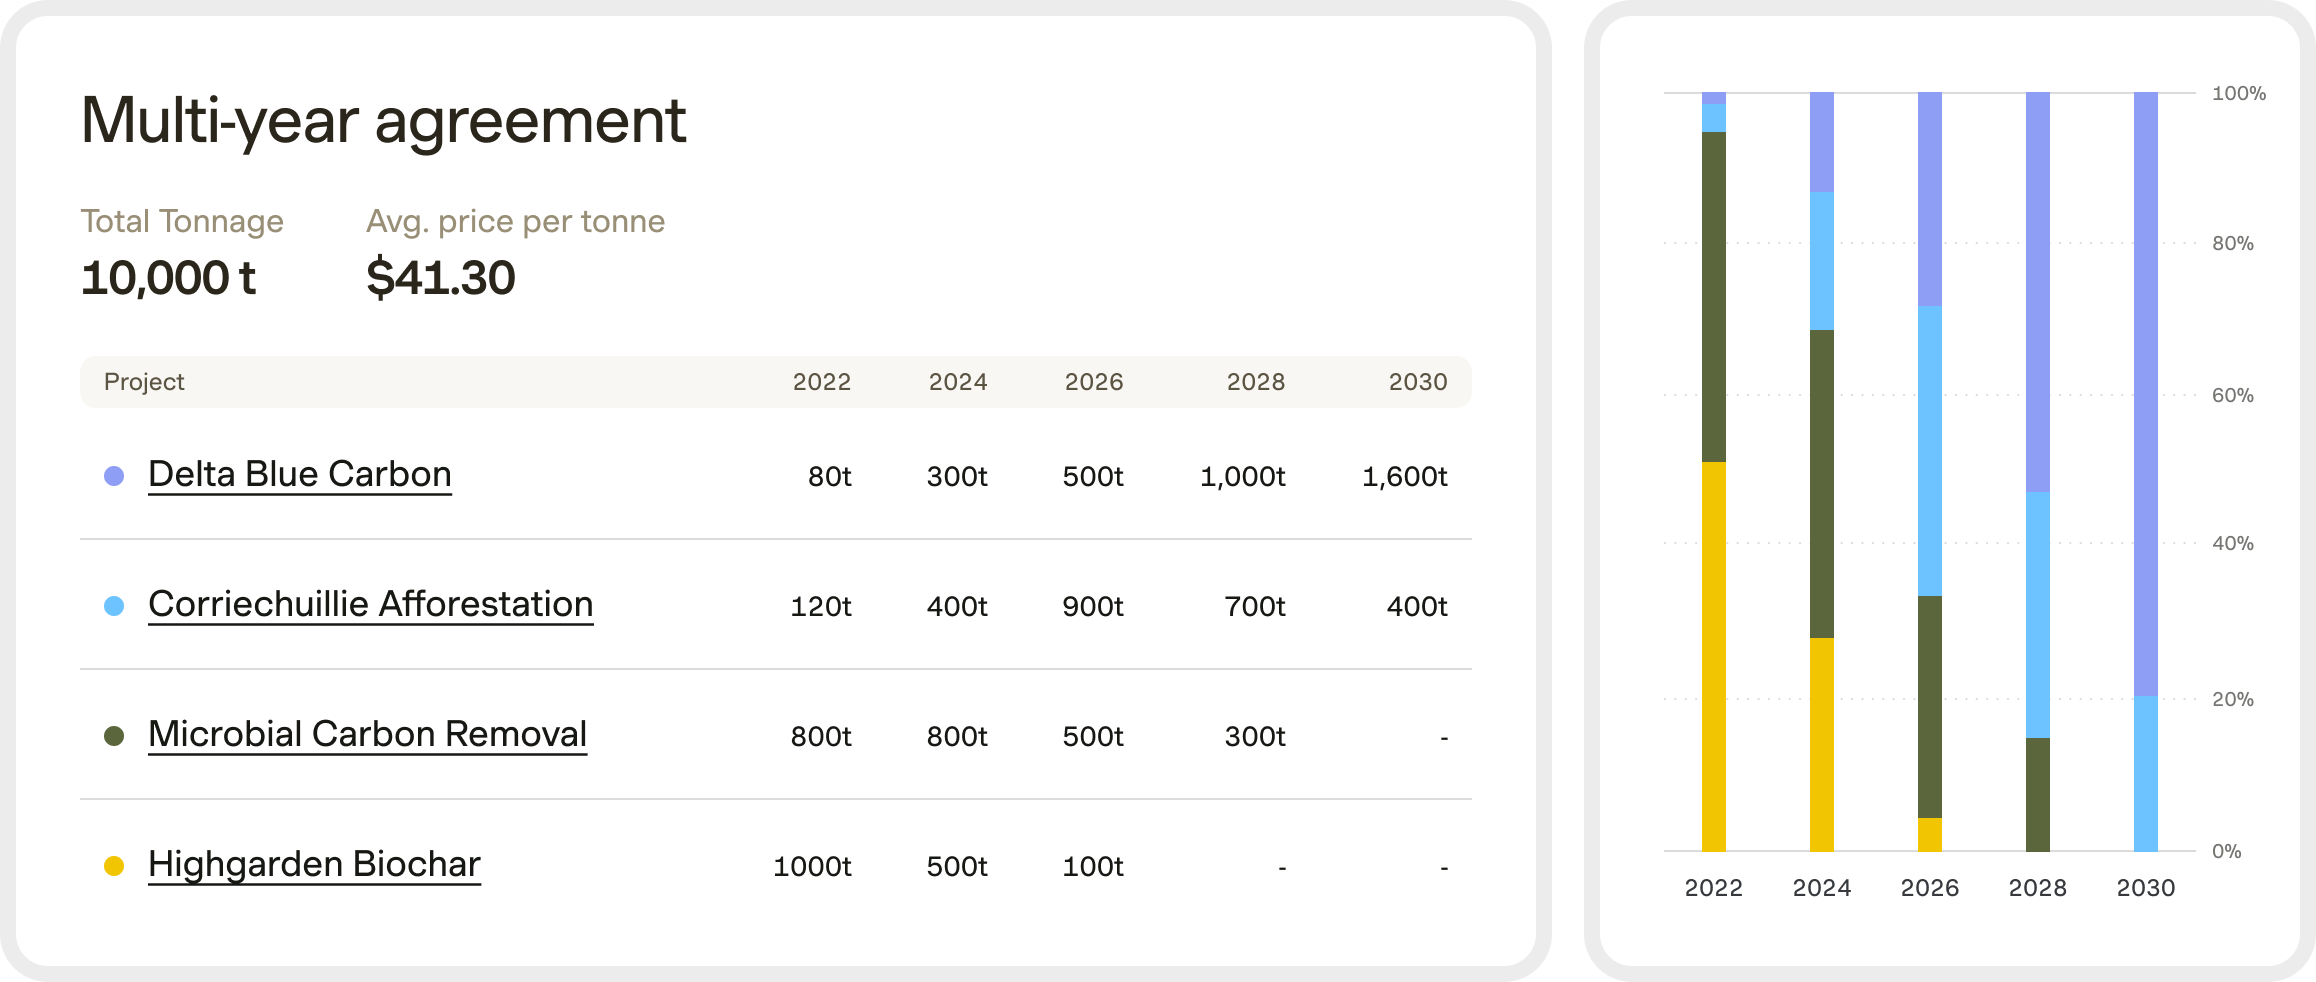 Multi-year agreement
Total Tonnage Avg. price per tonne
10,000 t $41.30
Project 2022 2024 2026 2028 2030
Delta Blue Carbon 80t 300t 500t 1,000t 1,600t
Corriechuillie Afforestation 120t 400t 900t 700t 400t
Microbial Carbon Removal 800t 800t 500t 300t -
Highgarden Biochar 1000t 500t 100t - -
100%
80%
60%
40%
20%
0%
2022 2024 2026 2028 2030